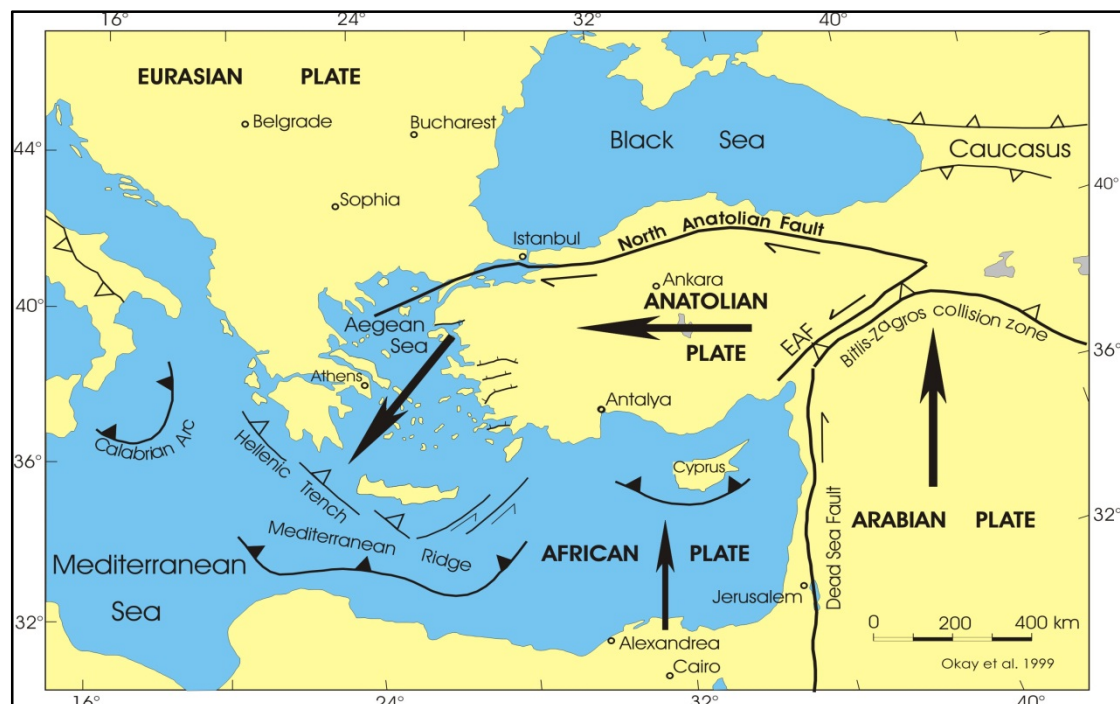 16°
24°
32°
40°
EURASIAN PLATE
Belgrade
Bucharest
Black Sea
Caucasus
44°
40°
Sophia
Istanbul
North Anatolian Fault
Ankara
ANATOLIAN
PLATE
40°
Aegean
Sea
EAF
Bitlis-Zagros collision zone
36°
Athens
Antalya
Calabrian Arc
Hellenic Trench
Cyprus
36°
32°
Mediterranean Ridge
AFRICAN PLATE
ARABIAN PLATE
Dead Sea Fault
Mediterranean
Sea
Jerusalem
32°
0 200 400 km
Alexandrea
Cairo
Okay et al. 1999
16°
24°
32°
40°